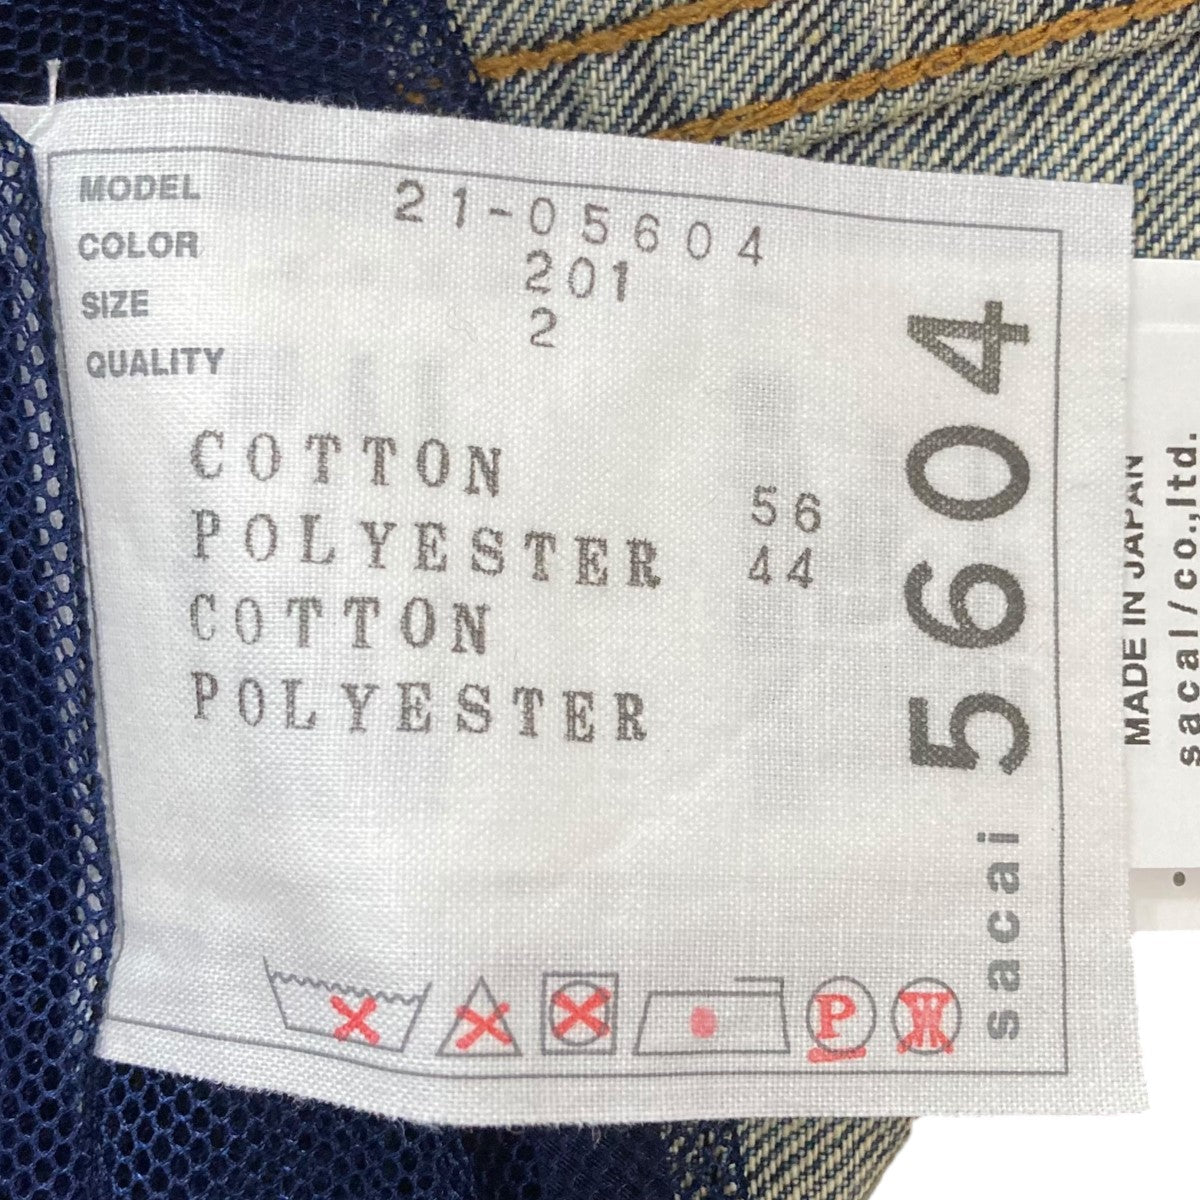 MODEL 21-05604
COLOR 201
SIZE 2
QUALITY
COTTON 56
POLYESTER 44
COTTON
POLYESTER
P
W
sacai 5604
MADE IN JAPAN
sacai/co.,ltd.